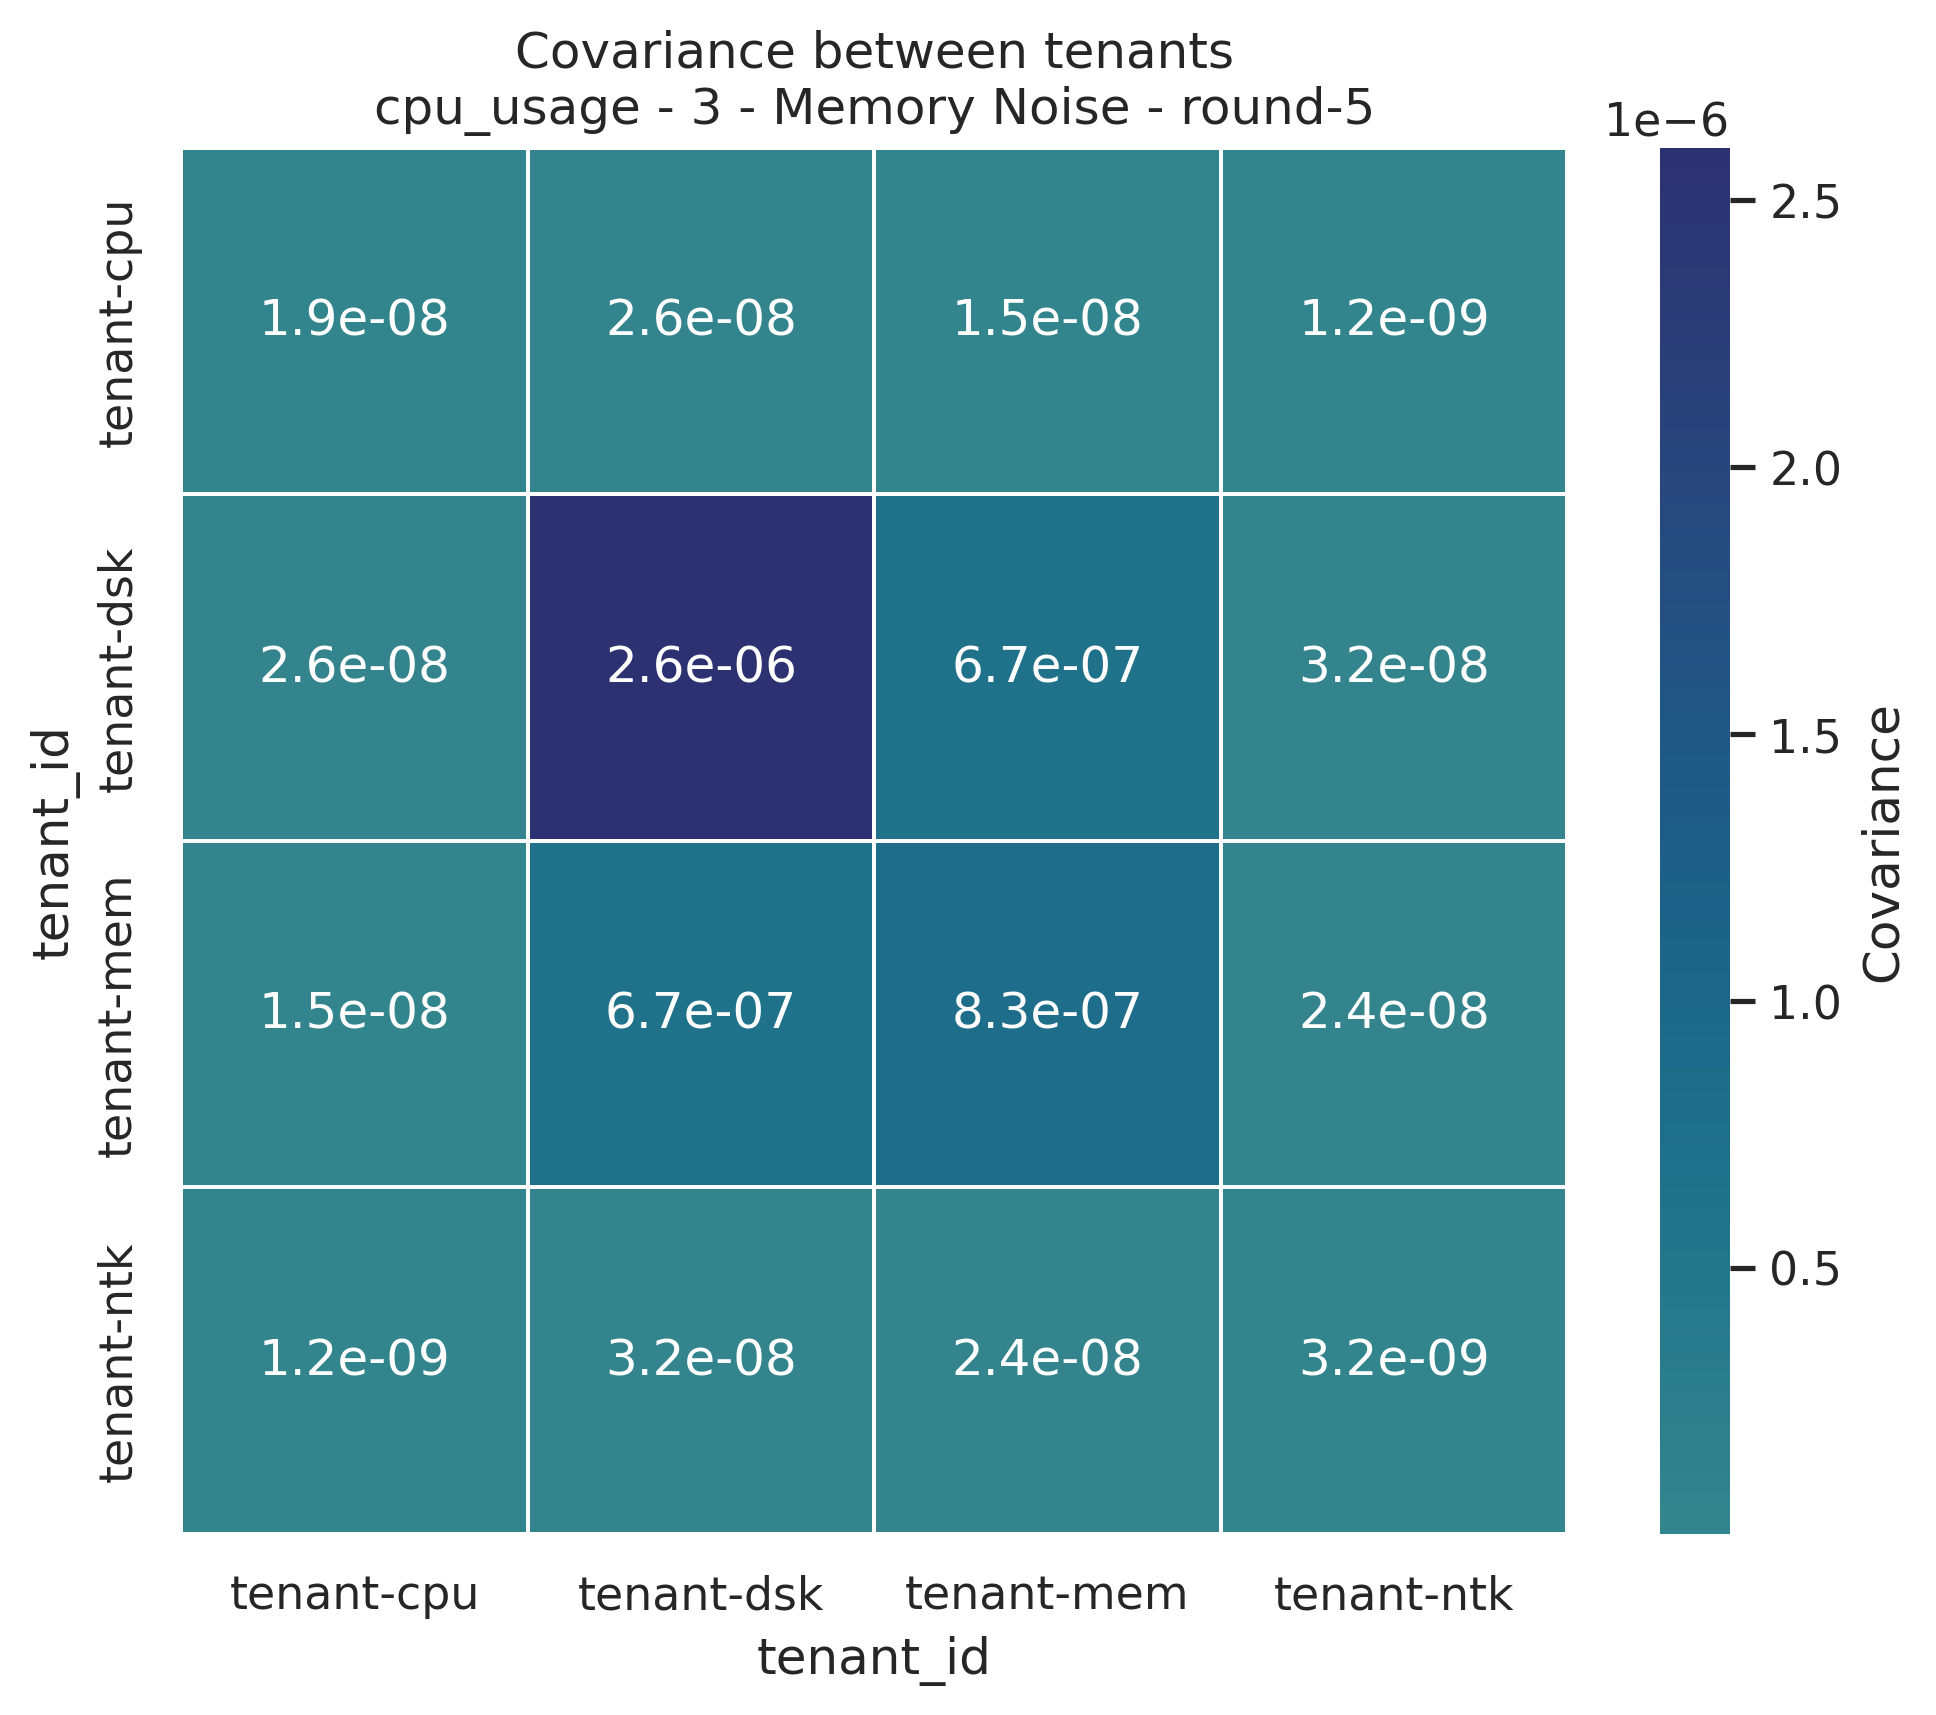 Covariance between tenants
cpu_usage - 3 - Memory Noise - round-5
1e−6
tenant-cpu
1.9e-08 2.6e-08 1.5e-08 1.2e-09
tenant-dsk
2.6e-08 2.6e-06 6.7e-07 3.2e-08
tenant-mem
1.5e-08 6.7e-07 8.3e-07 2.4e-08
tenant-ntk
1.2e-09 3.2e-08 2.4e-08 3.2e-09
tenant_id
tenant-cpu tenant-dsk tenant-mem tenant-ntk
tenant_id
2.5
2.0
1.5
1.0
0.5
Covariance